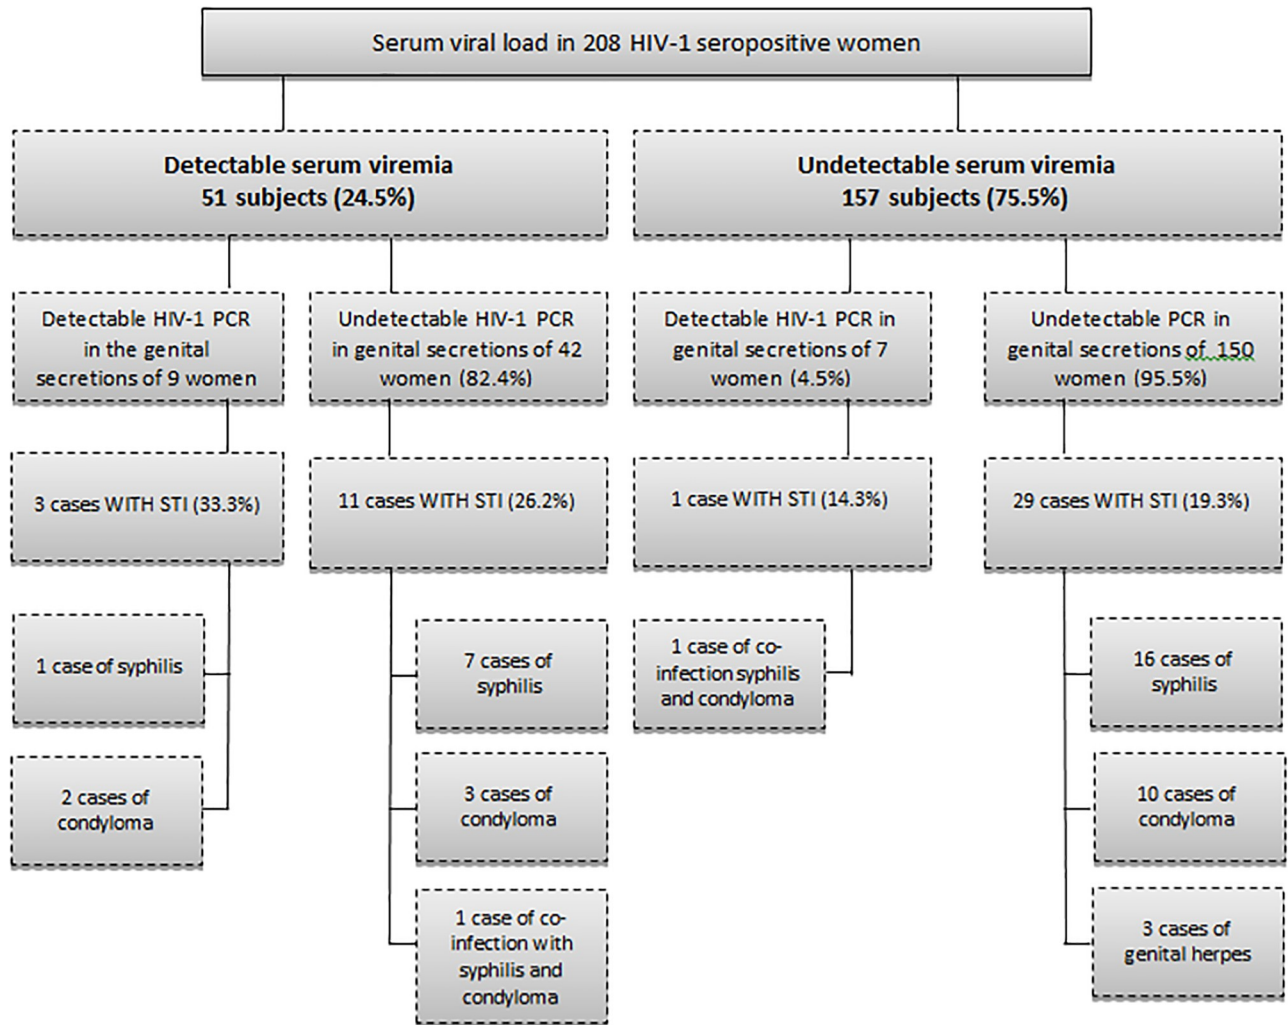 Serum viral load in 208 HIV-1 seropositive women
Detectable serum viremia
51 subjects (24.5%)
Undetectable serum viremia
157 subjects (75.5%)
Detectable HIV-1 PCR
in the genital
secretions of 9 women
Undetectable HIV-1 PCR
in genital secretions of 42
women (82.4%)
Detectable HIV-1 PCR in
genital secretions of 7
women (4.5%)
Undetectable PCR in
genital secretions of 150
women (95.5%)
3 cases WITH STI (33.3%)
11 cases WITH STI (26.2%)
1 case WITH STI (14.3%)
29 cases WITH STI (19.3%)
1 case of syphilis
2 cases of
condyloma
7 cases of
syphilis
3 cases of
condyloma
1 case of co-
infection with
syphilis and
condyloma
1 case of co-
infection syphilis
and condyloma
16 cases of
syphilis
10 cases of
condyloma
3 cases of
genital herpes